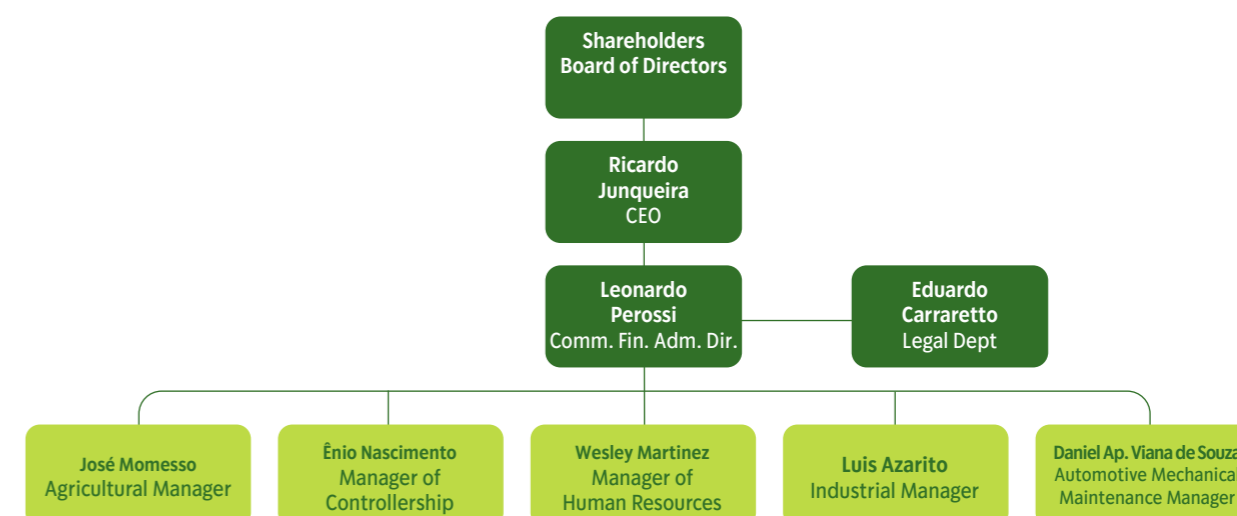 Shareholders
Board of Directors
Ricardo
Junqueira
CEO
Leonardo
Perossi
Comm. Fin. Adm. Dir.
Eduardo
Carraretto
Legal Dept
José Momesso
Agricultural Manager
Ênio Nascimento
Manager of
Controllership
Wesley Martinez
Manager of
Human Resources
Luis Azarito
Industrial Manager
Daniel Ap. Viana de Souza
Automotive Mechanical
Maintenance Manager